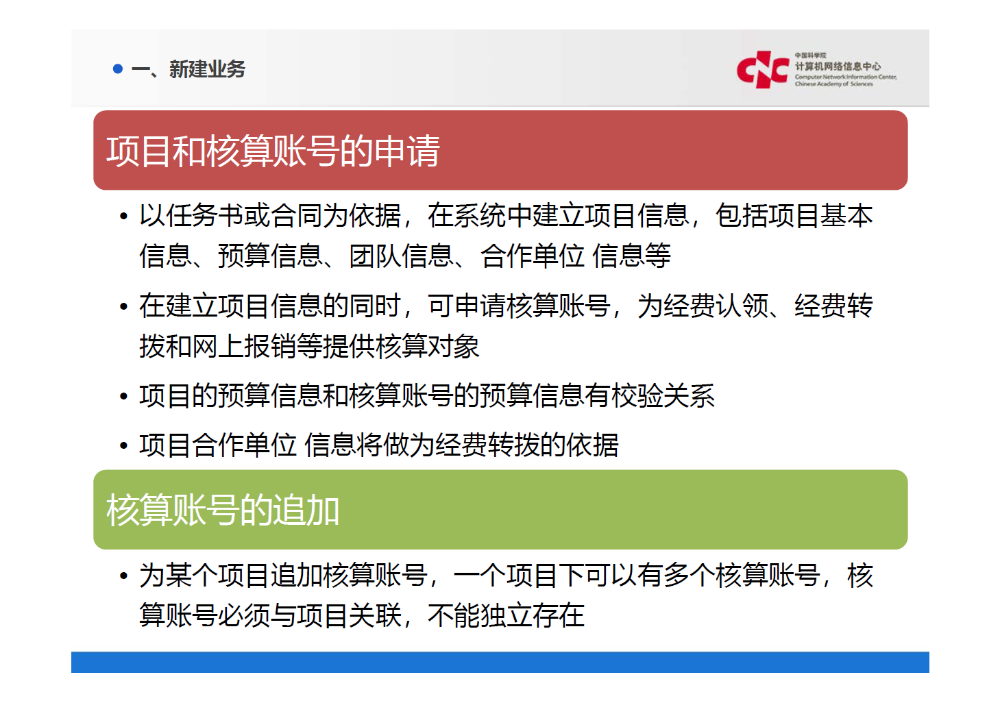 一、新建业务
中国科学院
计算机网络信息中心
Computer Network Information Center,
Chinese Academy of Sciences
项目和核算账号的申请
• 以任务书或合同为依据，在系统中建立项目信息，包括项目基本
信息、预算信息、团队信息、合作单位 信息等
• 在建立项目信息的同时，可申请核算账号，为经费认领、经费转
拨和网上报销等提供核算对象
• 项目的预算信息和核算账号的预算信息有校验关系
• 项目合作单位 信息将做为经费转拨的依据
核算账号的追加
• 为某个项目追加核算账号，一个项目下可以有多个核算账号，核
算账号必须与项目关联，不能独立存在